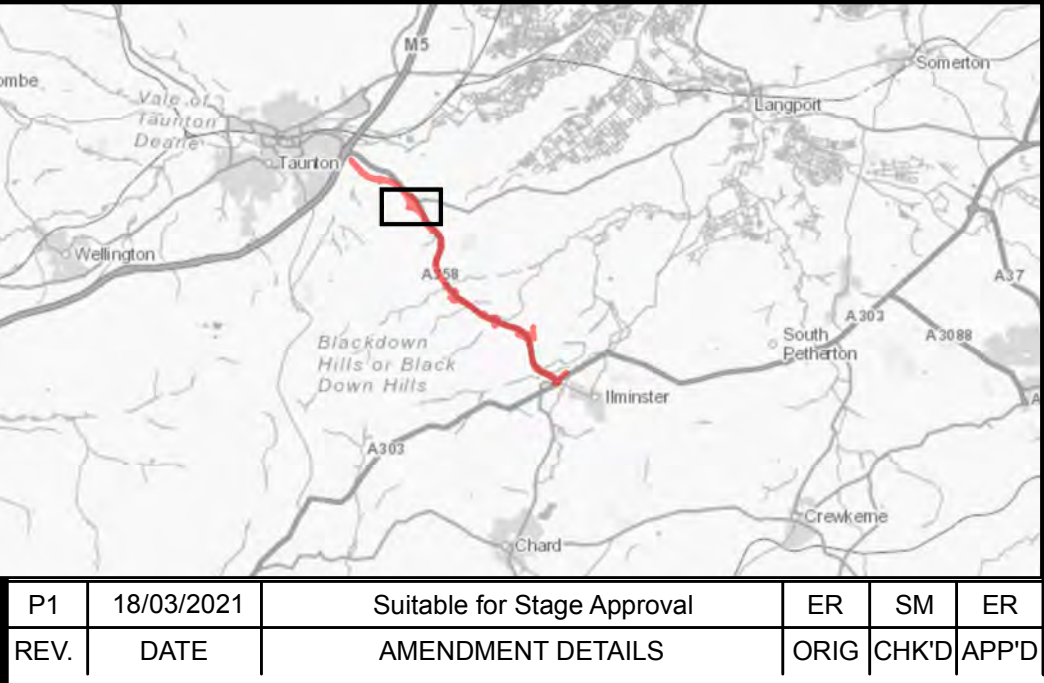 M5
Somerton
ombe
Vale of
Taunton
Deane
Langport
Taunton
Wellington
A358
A37
A303
South
Petherton
A3088
Blackdown
Hills or Black
Down Hills
Ilminster
A303
Crewkerne
Chard
P1 18/03/2021 Suitable for Stage Approval ER SM ER
REV. DATE AMENDMENT DETAILS ORIG CHK'D APP'D